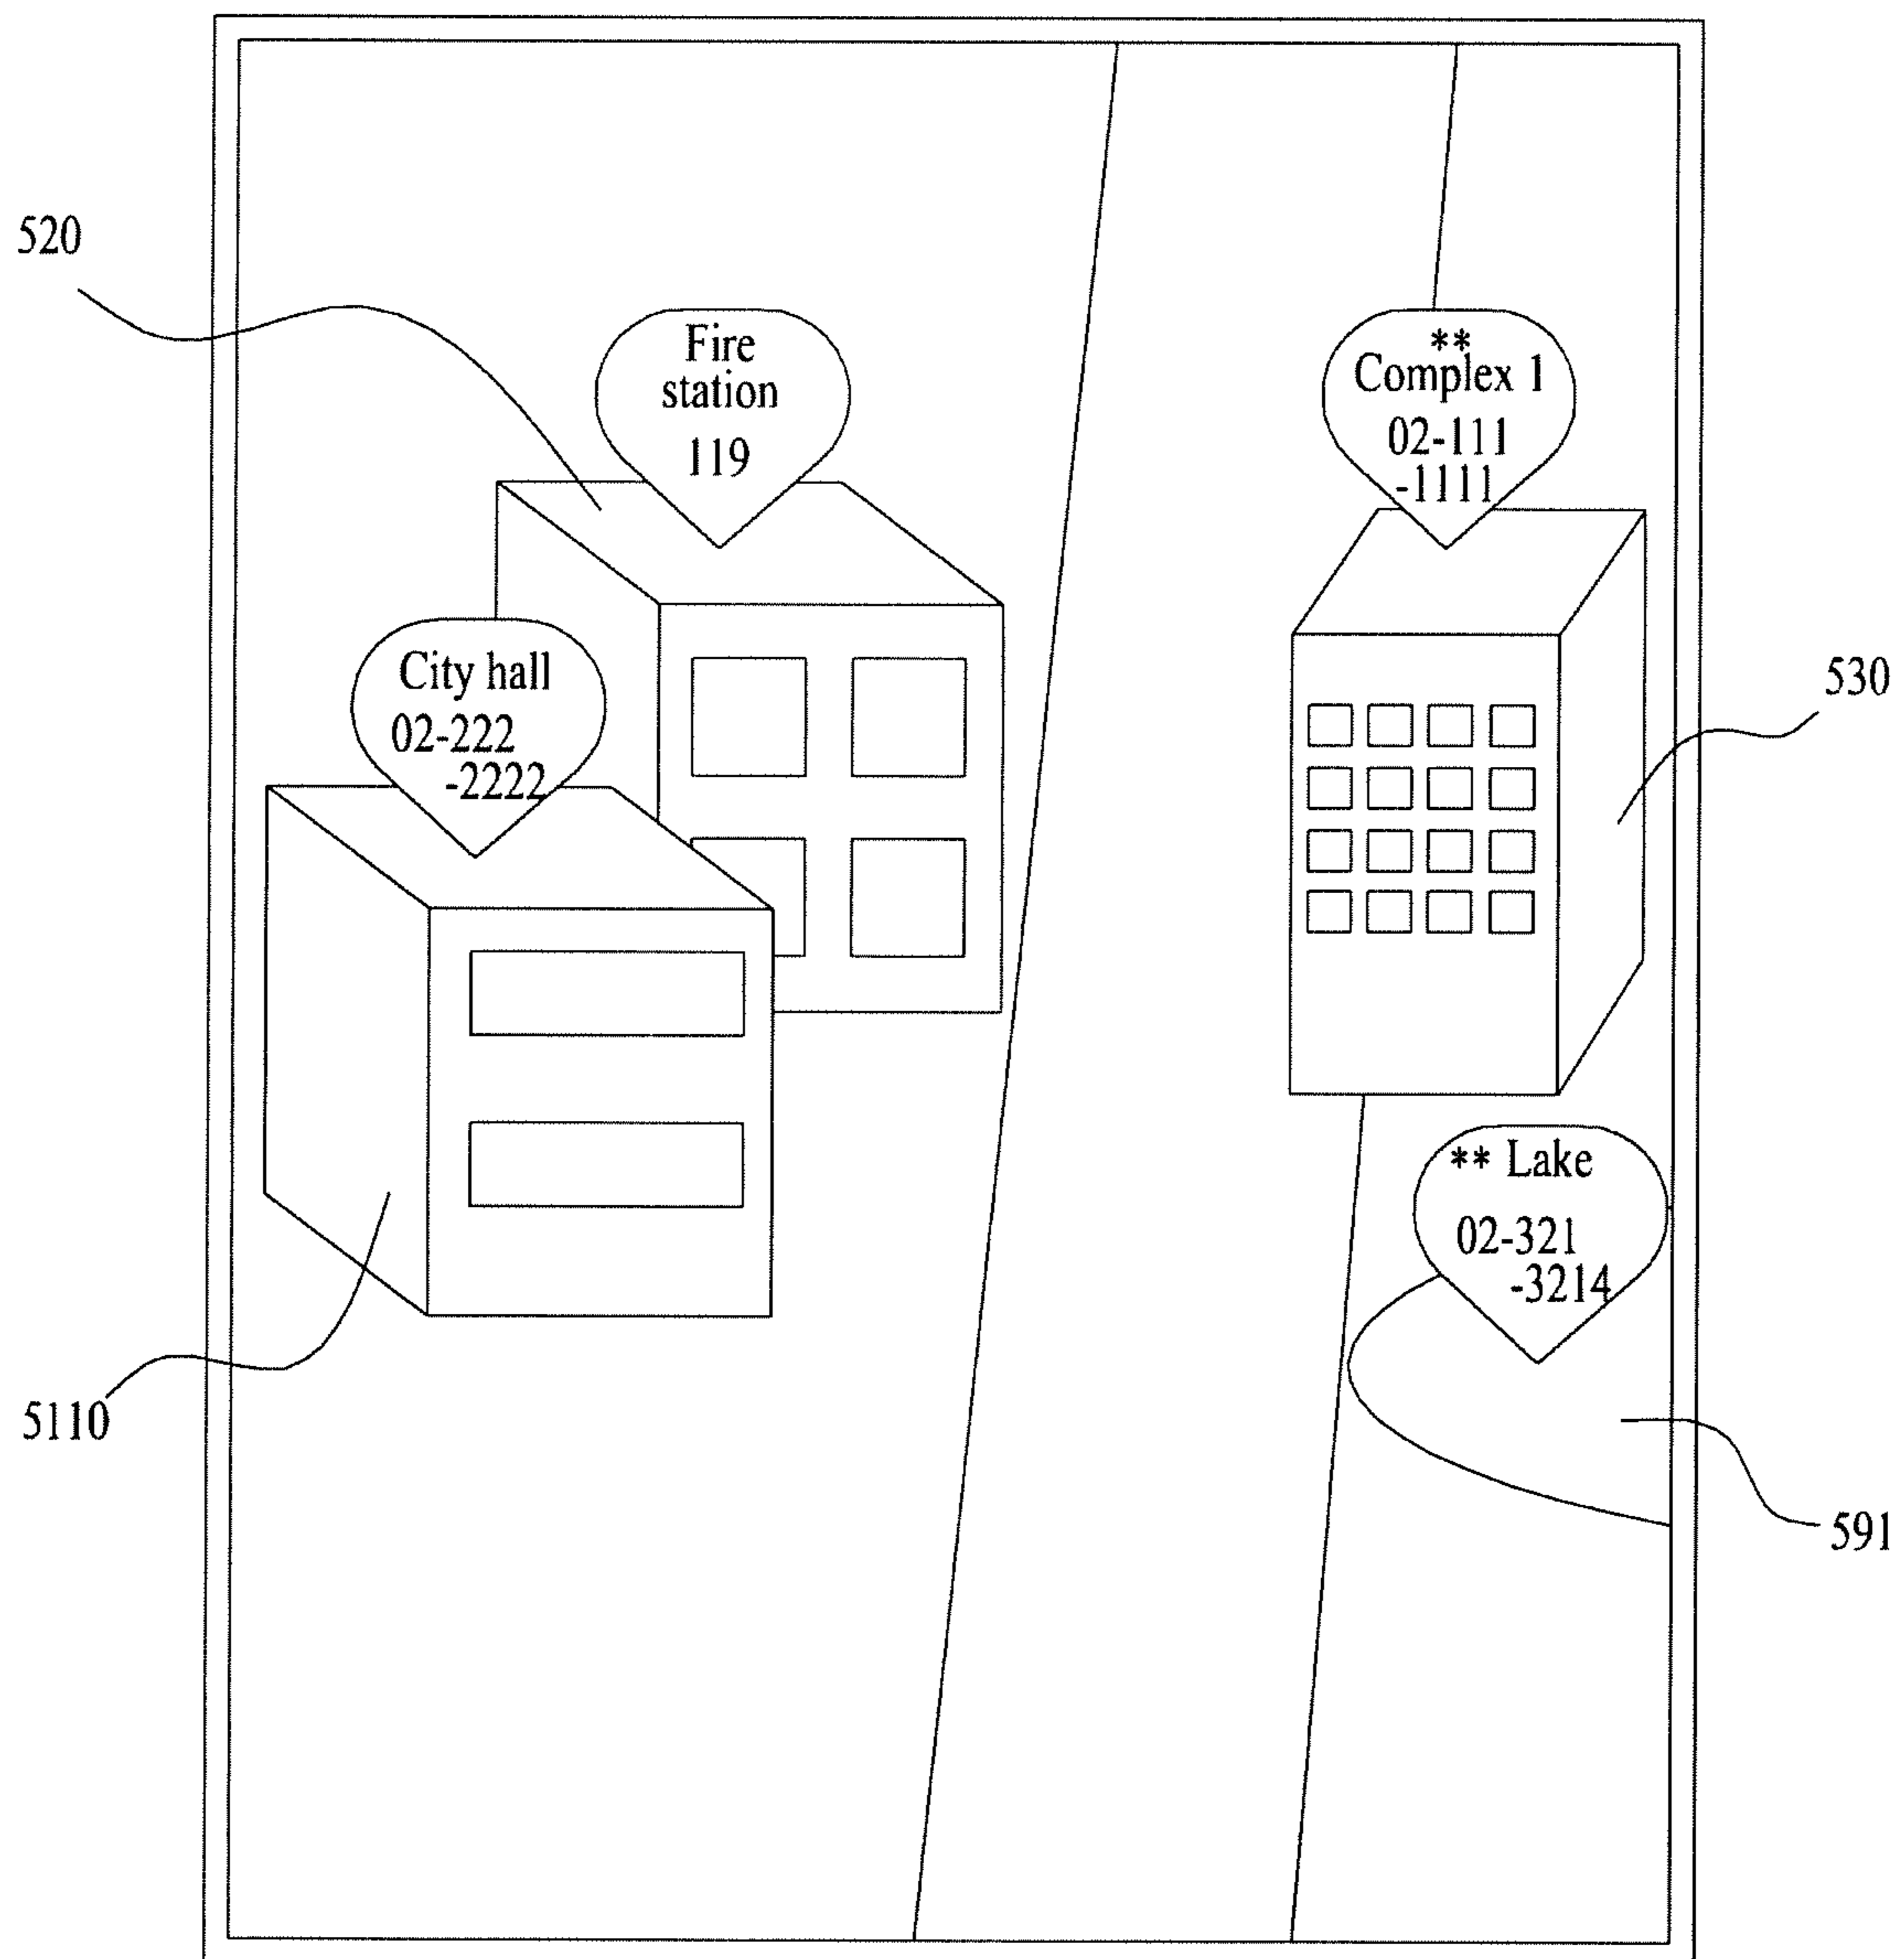 520
Fire
station
119
**
Complex 1
02-111
-1111
City hall
02-222
-2222
530
** Lake
02-321
-3214
5110
591